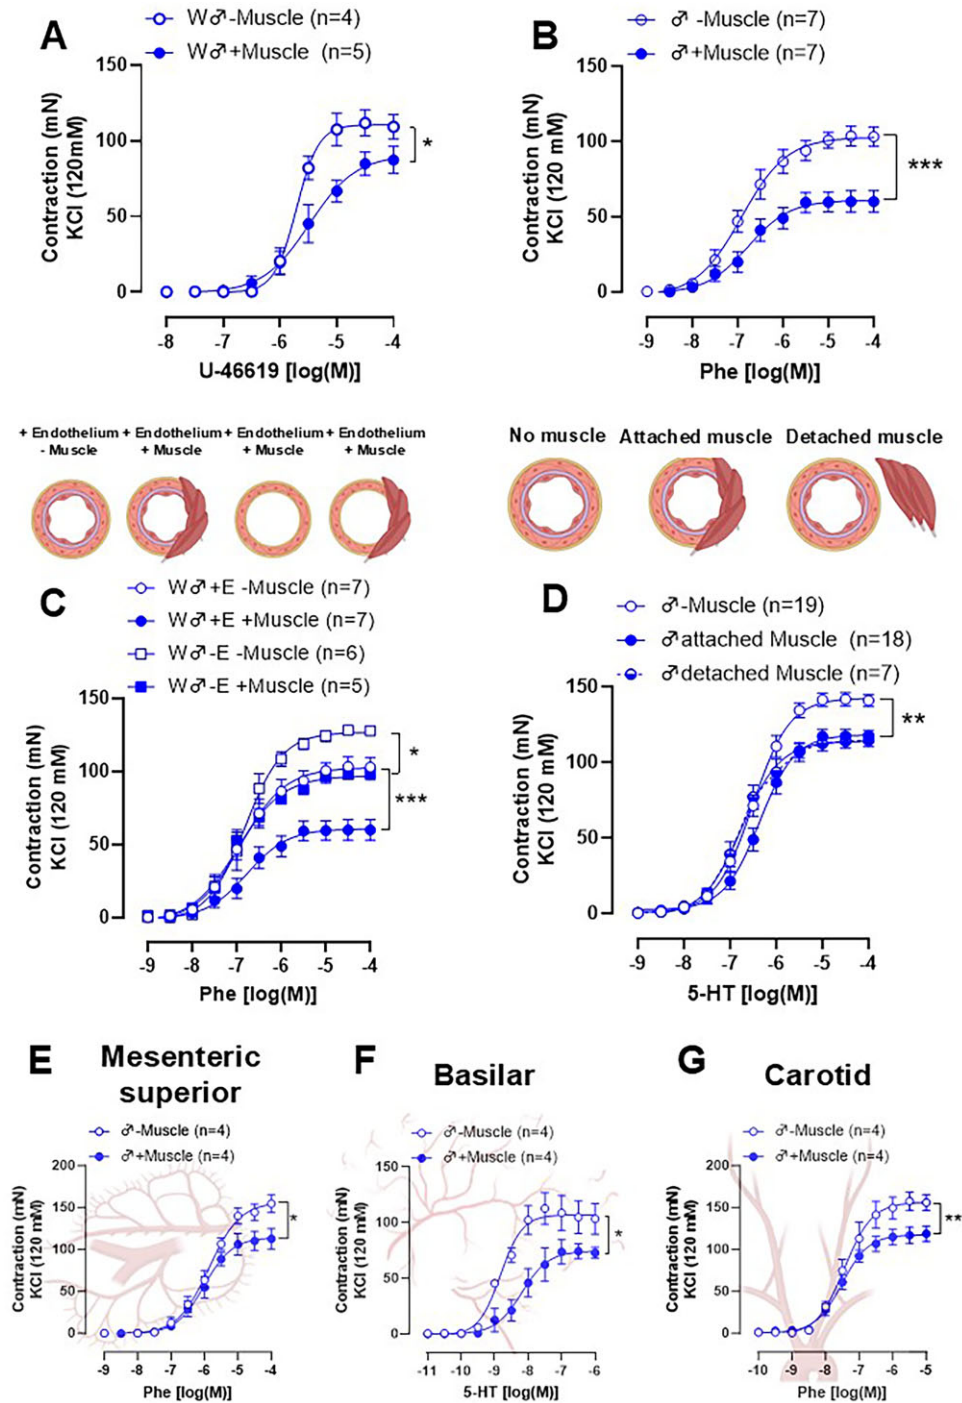 A
W♂-Muscle (n=4)
W♂+Muscle (n=5)
150
100
50
0
Contraction (mN)
KCl (120mM)
*
-8 -7 -6 -5 -4
U-46619 [log(M)]
B
♂ -Muscle (n=7)
♂+Muscle (n=7)
150
100
50
0
Contraction (mN)
KCl (120 mM)
***
-9 -8 -7 -6 -5 -4
Phe [log(M)]
+ Endothelium + Endothelium + Endothelium + Endothelium
- Muscle + Muscle + Muscle + Muscle
No muscle Attached muscle Detached muscle
C
W♂+E -Muscle (n=7)
W♂+E +Muscle (n=7)
W♂-E -Muscle (n=6)
W♂-E +Muscle (n=5)
150
100
50
0
Contraction (mN)
KCl (120 mM)
*
***
-9 -8 -7 -6 -5 -4
Phe [log(M)]
D
♂-Muscle (n=19)
♂attached Muscle (n=18)
♂detached Muscle (n=7)
150
100
50
0
Contraction (mN)
KCl (120 mM)
**
-9 -8 -7 -6 -5 -4
5-HT [log(M)]
E
Mesenteric
superior
♂-Muscle (n=4)
♂+Muscle (n=4)
200
150
100
50
0
Contraction (mN)
KCl (120 mM)
*
-9 -8 -7 -6 -5 -4
Phe [log(M)]
F
Basilar
♂-Muscle (n=4)
♂+Muscle (n=4)
150
100
50
0
Contraction (mN)
KCl (120 mM)
*
-11 -10 -9 -8 -7 -6
5-HT [log(M)]
G
Carotid
♂-Muscle (n=4)
♂+Muscle (n=4)
200
150
100
50
0
Contraction (mN)
KCl (120 mM)
**
-10 -9 -8 -7 -6 -5
Phe [log(M)]